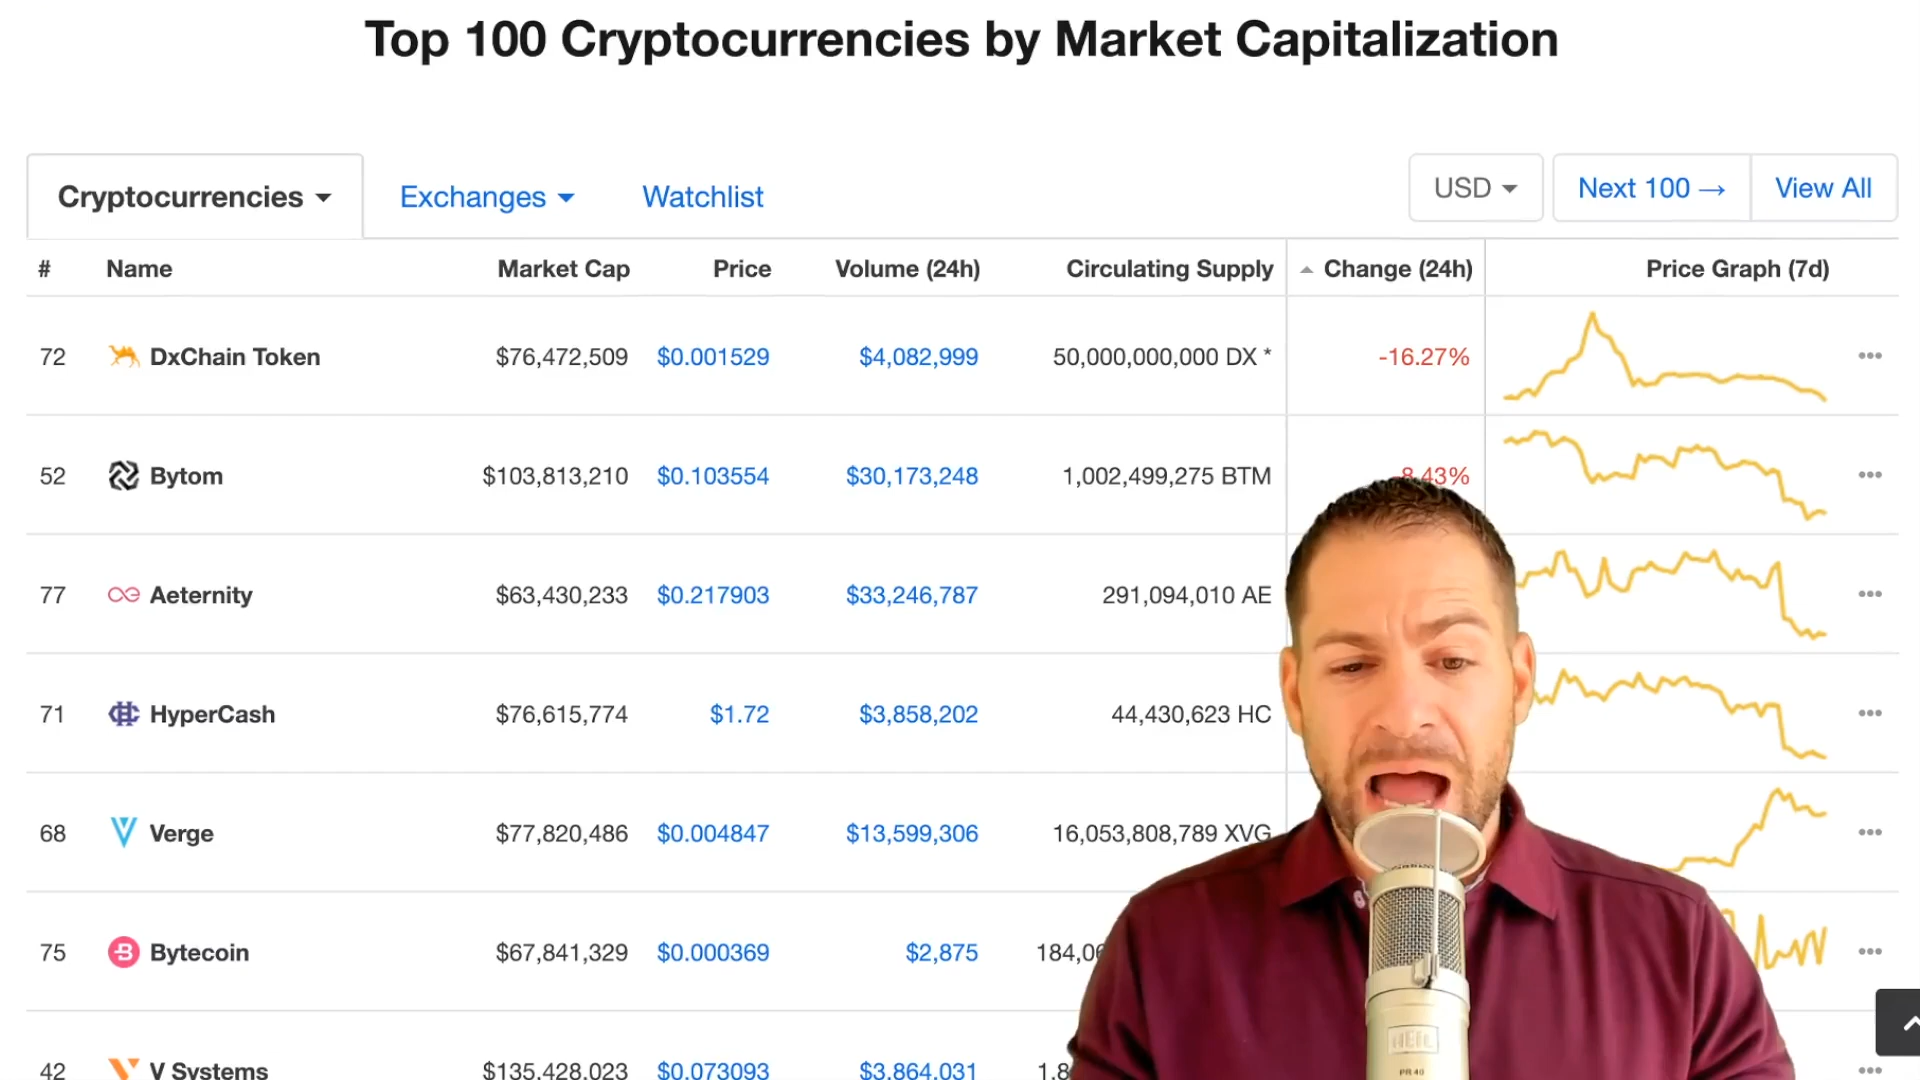 Top 100 Cryptocurrencies by Market Capitalization
Cryptocurrencies Exchanges Watchlist USD Next 100 → View All
# Name Market Cap Price Volume (24h) Circulating Supply Change (24h) Price Graph (7d)
72 DxChain Token $76,472,509 $0.001529 $4,082,999 50,000,000,000 DX * -16.27%
52 Bytom $103,813,210 $0.103554 $30,173,248 1,002,499,275 BTM -8.43%
77 Aeternity $63,430,233 $0.217903 $33,246,787 291,094,010 AE
71 HyperCash $76,615,774 $1.72 $3,858,202 44,430,623 HC
68 Verge $77,820,486 $0.004847 $13,599,306 16,053,808,789 XVG
75 Bytecoin $67,841,329 $0.000369 $2,875
42 V Systems $135,428,023 $0.073093 $3,864,031
HEIL
PR 40